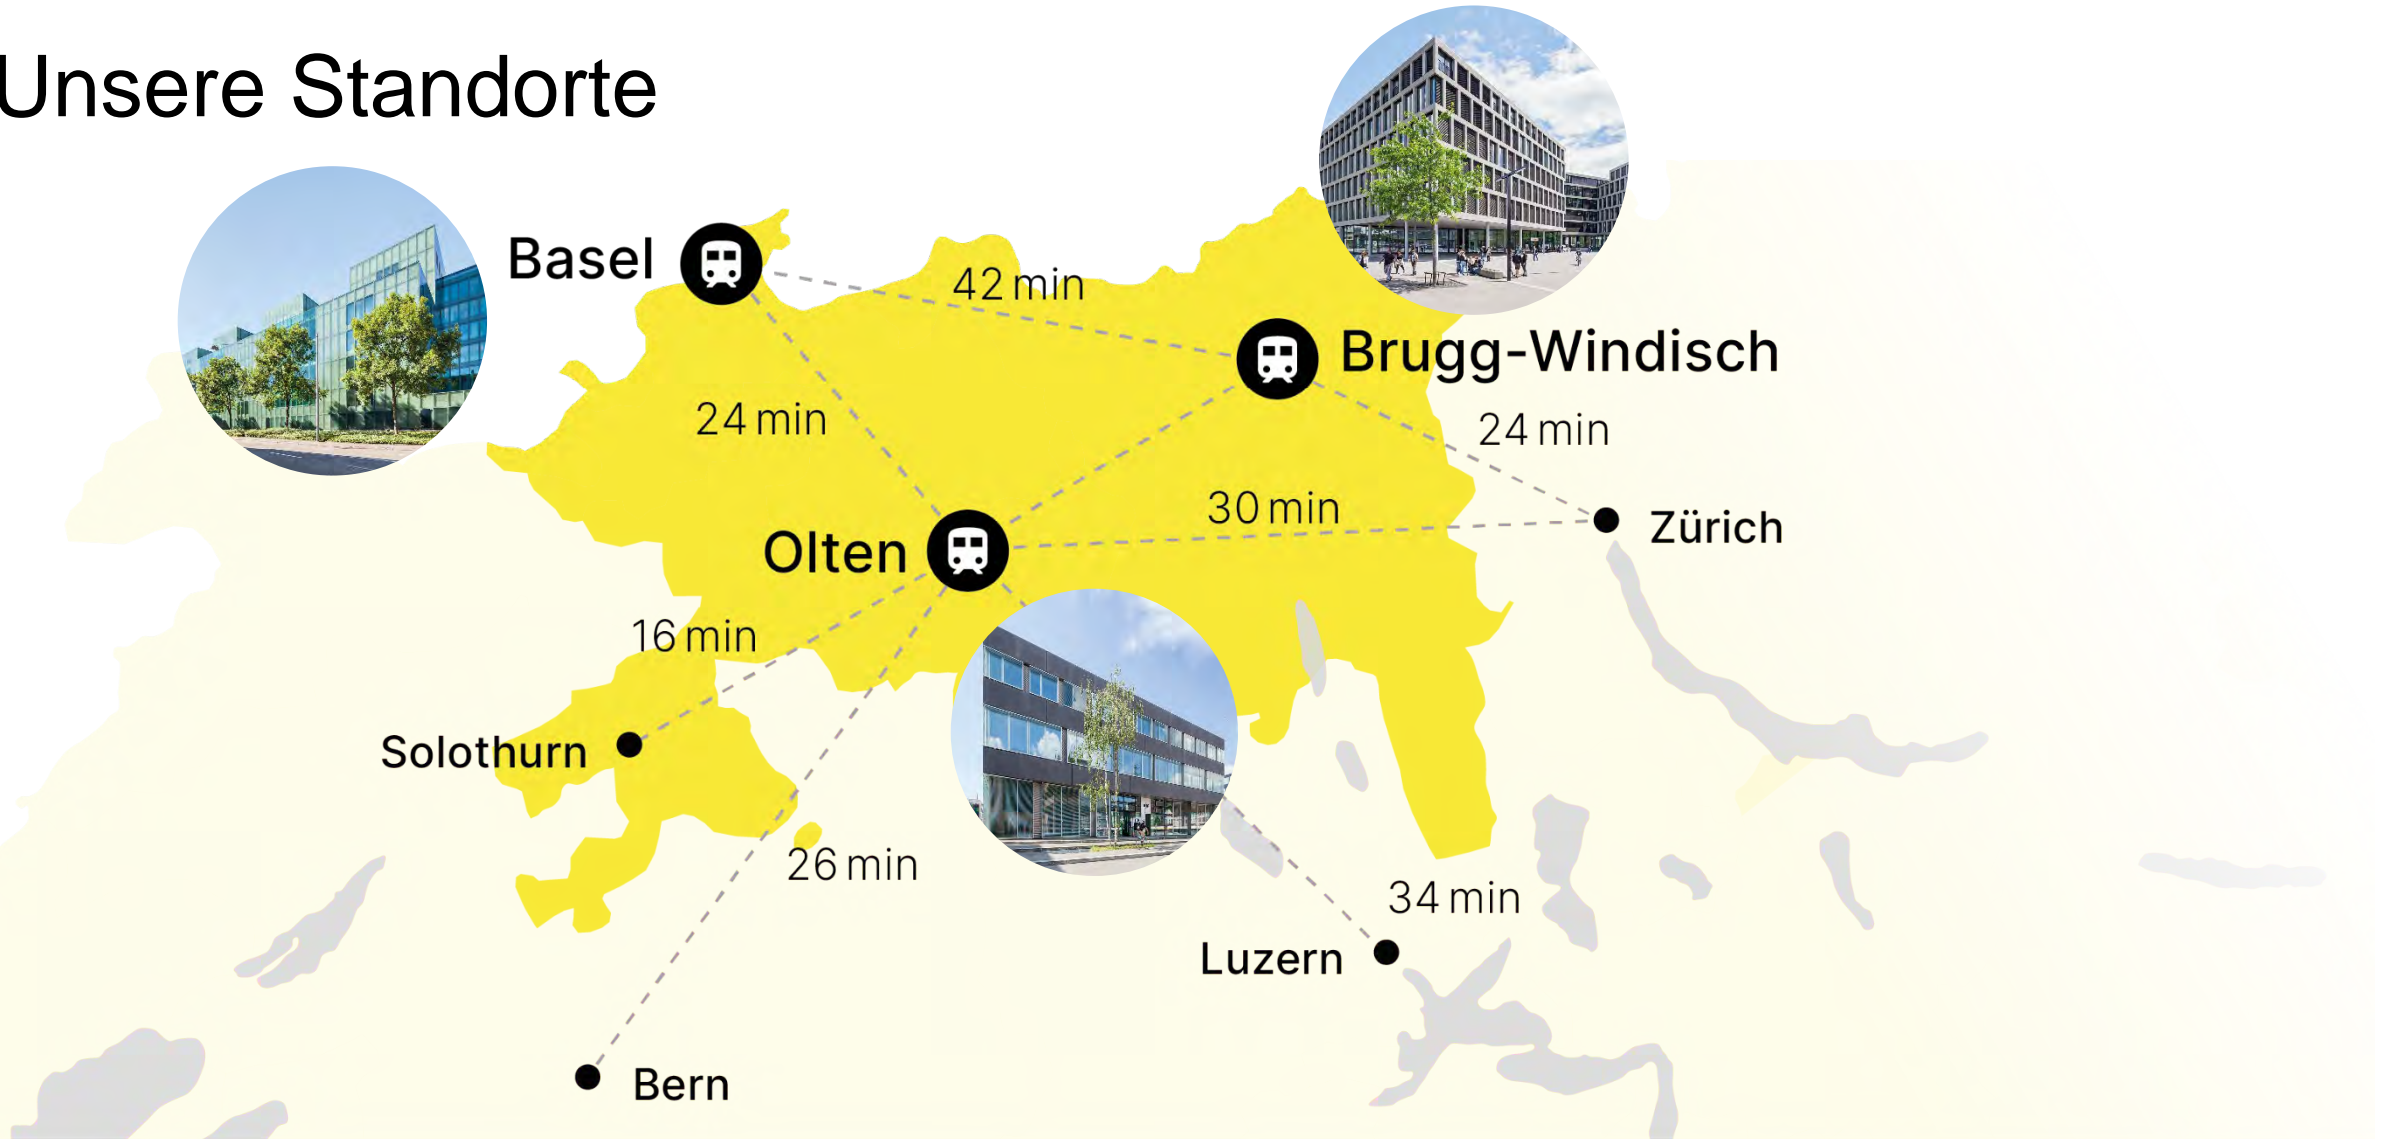 Unsere Standorte
Basel
42 min
Brugg-Windisch
24 min
24 min
30 min
Zürich
Olten
16 min
Solothurn
26 min
34 min
Luzern
Bern